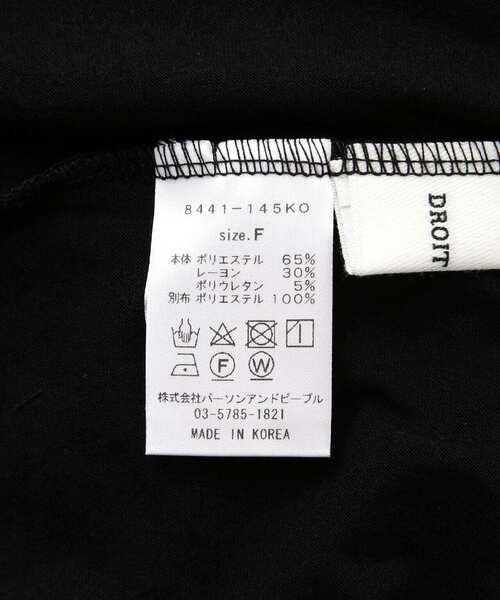 8441-145KO
size.F
本体 ポリエステル 65%
レーヨン 30%
ポリウレタン 5%
別布 ポリエステル 100%
F W
株式会社パーソンアンドピープル
03-5785-1821
MADE IN KOREA
DROIT